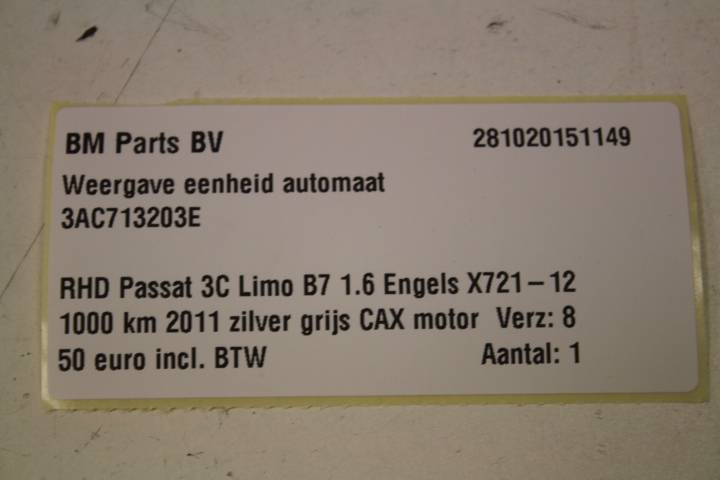 BM Parts BV 281020151149
Weergave eenheid automaat
3AC713203E
RHD Passat 3C Limo B7 1.6 Engels X721-12
1000 km 2011 zilver grijs CAX motor Verz: 8
50 euro incl. BTW Aantal: 1